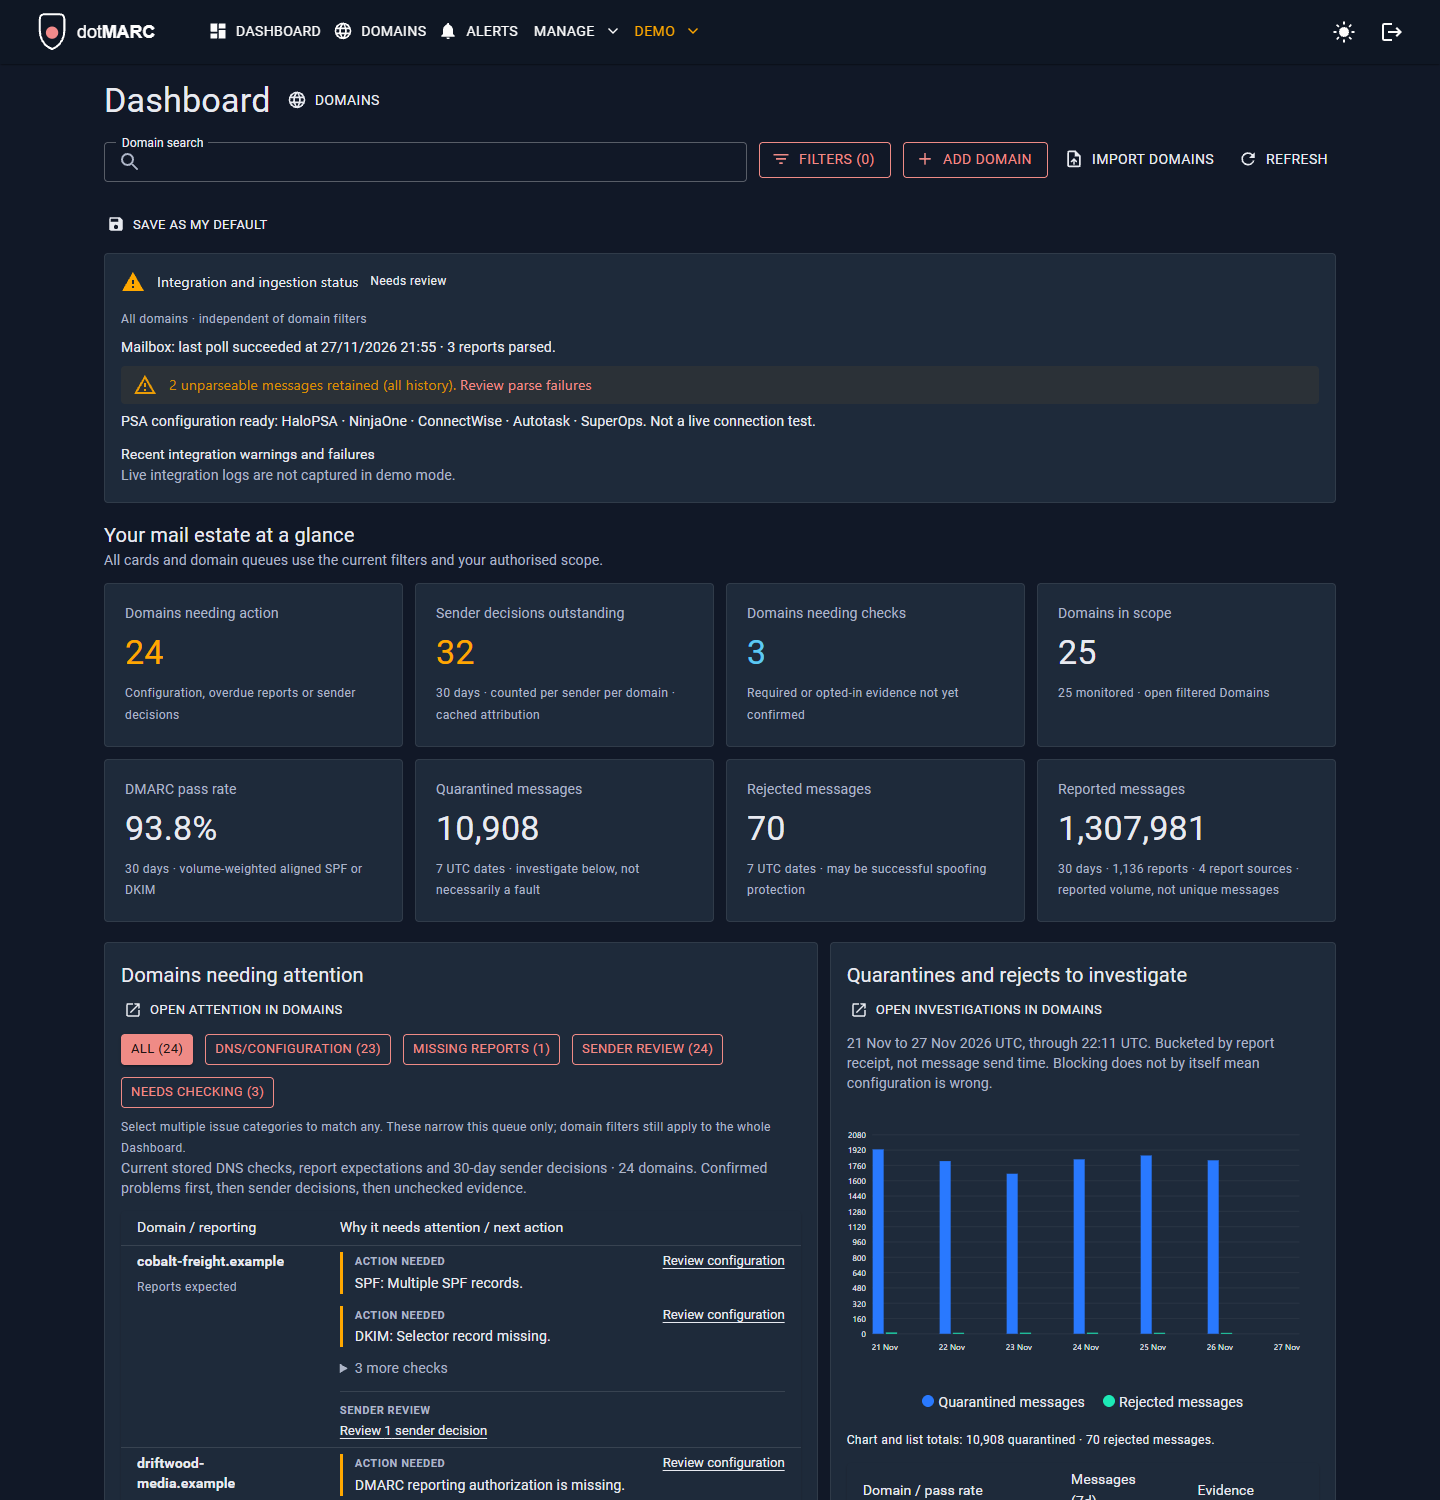 dotMARC
DASHBOARD
DOMAINS
ALERTS
MANAGE
DEMO
Dashboard
DOMAINS
Domain search
FILTERS (0)
ADD DOMAIN
IMPORT DOMAINS
REFRESH
SAVE AS MY DEFAULT
Integration and ingestion status
Needs review
All domains · independent of domain filters
Mailbox: last poll succeeded at 27/11/2026 21:55 · 3 reports parsed.
2 unparseable messages retained (all history). Review parse failures
PSA configuration ready: HaloPSA · NinjaOne · ConnectWise · Autotask · SuperOps. Not a live connection test.
Recent integration warnings and failures
Live integration logs are not captured in demo mode.
Your mail estate at a glance
All cards and domain queues use the current filters and your authorised scope.
Domains needing action
24
Configuration, overdue reports or sender
decisions
Sender decisions outstanding
32
30 days · counted per sender per domain ·
cached attribution
Domains needing checks
3
Required or opted-in evidence not yet
confirmed
Domains in scope
25
25 monitored · open filtered Domains
DMARC pass rate
93.8%
30 days · volume-weighted aligned SPF or
DKIM
Quarantined messages
10,908
7 UTC dates · investigate below, not
necessarily a fault
Rejected messages
70
7 UTC dates · may be successful spoofing
protection
Reported messages
1,307,981
30 days · 1,136 reports · 4 report sources ·
reported volume, not unique messages
Domains needing attention
OPEN ATTENTION IN DOMAINS
ALL (24)
DNS/CONFIGURATION (23)
MISSING REPORTS (1)
SENDER REVIEW (24)
NEEDS CHECKING (3)
Select multiple issue categories to match any. These narrow this queue only; domain filters still apply to the whole
Dashboard.
Current stored DNS checks, report expectations and 30-day sender decisions · 24 domains. Confirmed
problems first, then sender decisions, then unchecked evidence.
Domain / reporting
Why it needs attention / next action
cobalt-freight.example
Reports expected
ACTION NEEDED
SPF: Multiple SPF records.
Review configuration
ACTION NEEDED
DKIM: Selector record missing.
Review configuration
3 more checks
SENDER REVIEW
Review 1 sender decision
driftwood-
media.example
ACTION NEEDED
DMARC reporting authorization is missing.
Review configuration
Quarantines and rejects to investigate
OPEN INVESTIGATIONS IN DOMAINS
21 Nov to 27 Nov 2026 UTC, through 22:11 UTC. Bucketed by report
receipt, not message send time. Blocking does not by itself mean
configuration is wrong.
2080
1920
1760
1600
1440
1280
1120
960
800
640
480
320
160
0
21 Nov
22 Nov
23 Nov
24 Nov
25 Nov
26 Nov
27 Nov
Quarantined messages
Rejected messages
Chart and list totals: 10,908 quarantined · 70 rejected messages.
Domain / pass rate
Messages
(7d)
Evidence